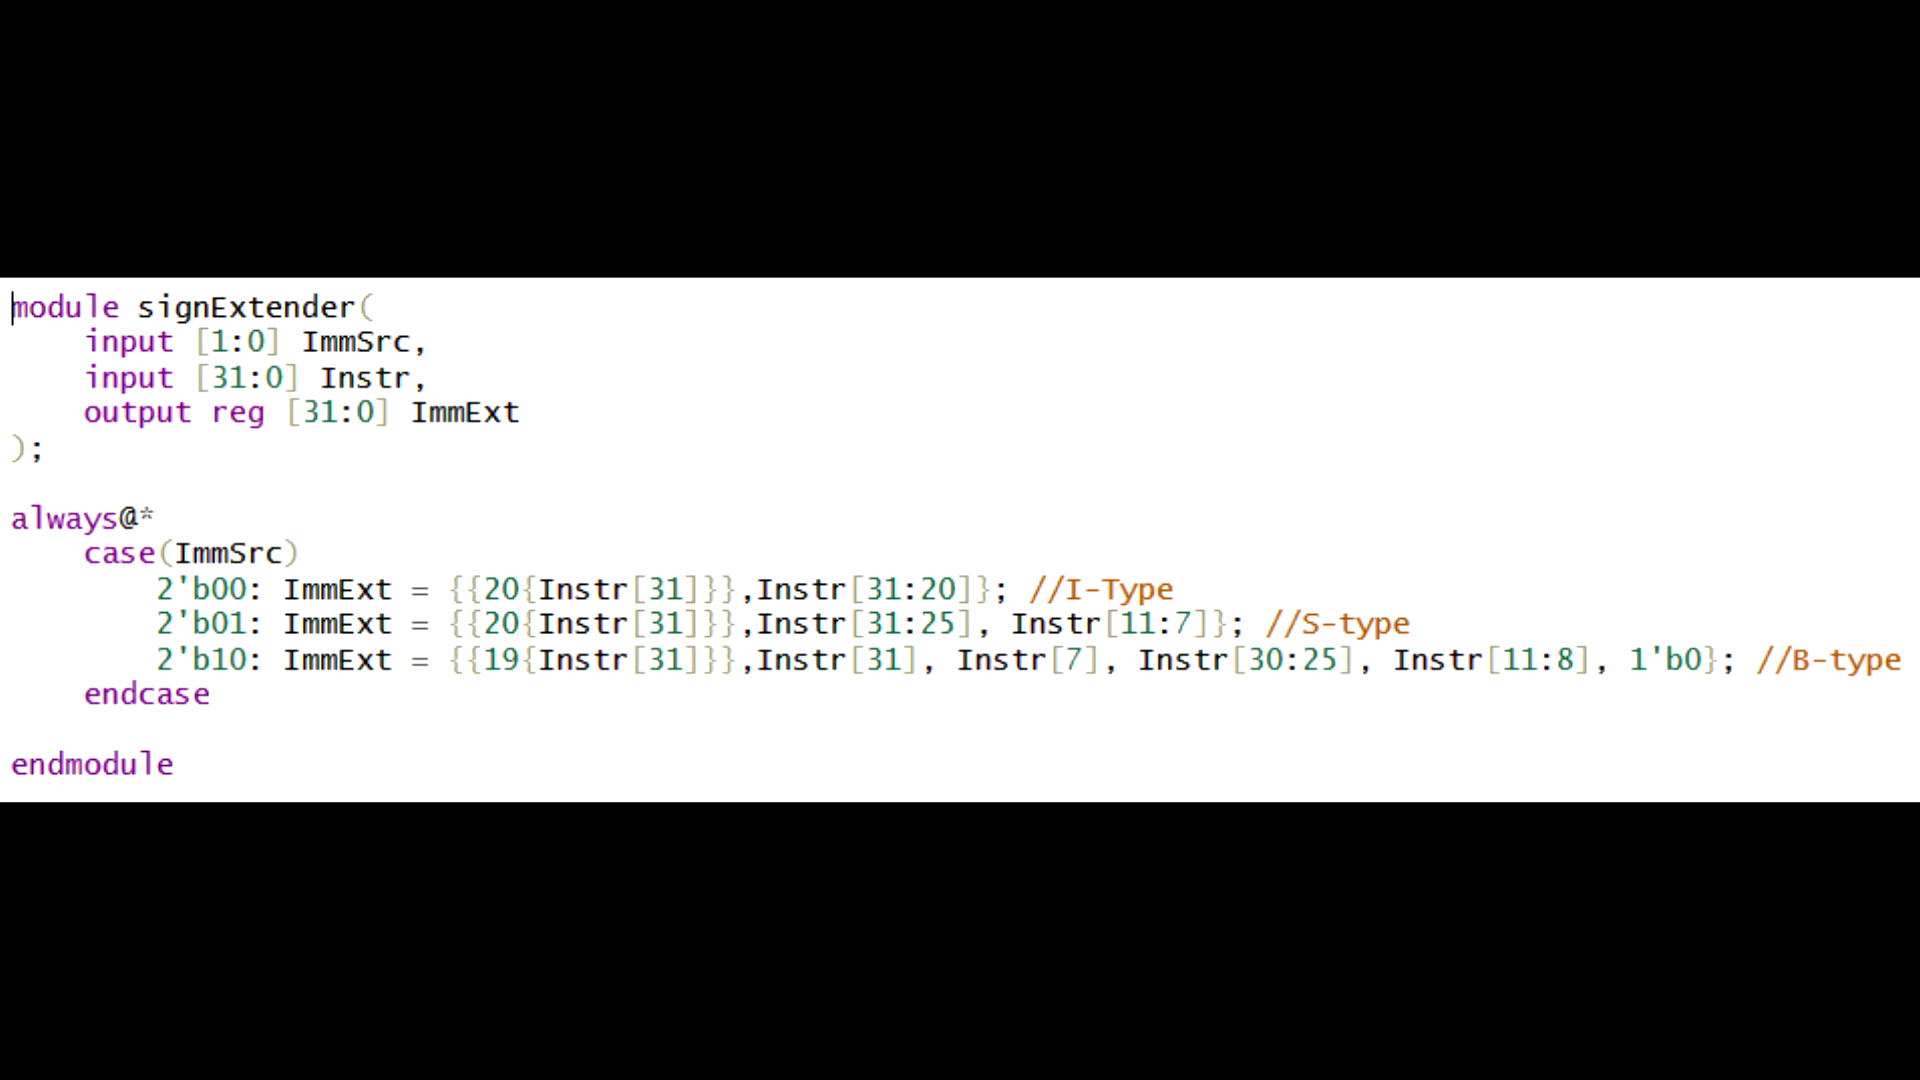 module signExtender(
    input [1:0] ImmSrc,
    input [31:0] Instr,
    output reg [31:0] ImmExt
);

always@*
    case(ImmSrc)
        2'b00: ImmExt = {{20{Instr[31]}},Instr[31:20]}; //I-Type
        2'b01: ImmExt = {{20{Instr[31]}},Instr[31:25], Instr[11:7]}; //S-type
        2'b10: ImmExt = {{19{Instr[31]}},Instr[31], Instr[7], Instr[30:25], Instr[11:8], 1'b0}; //B-type
    endcase

endmodule